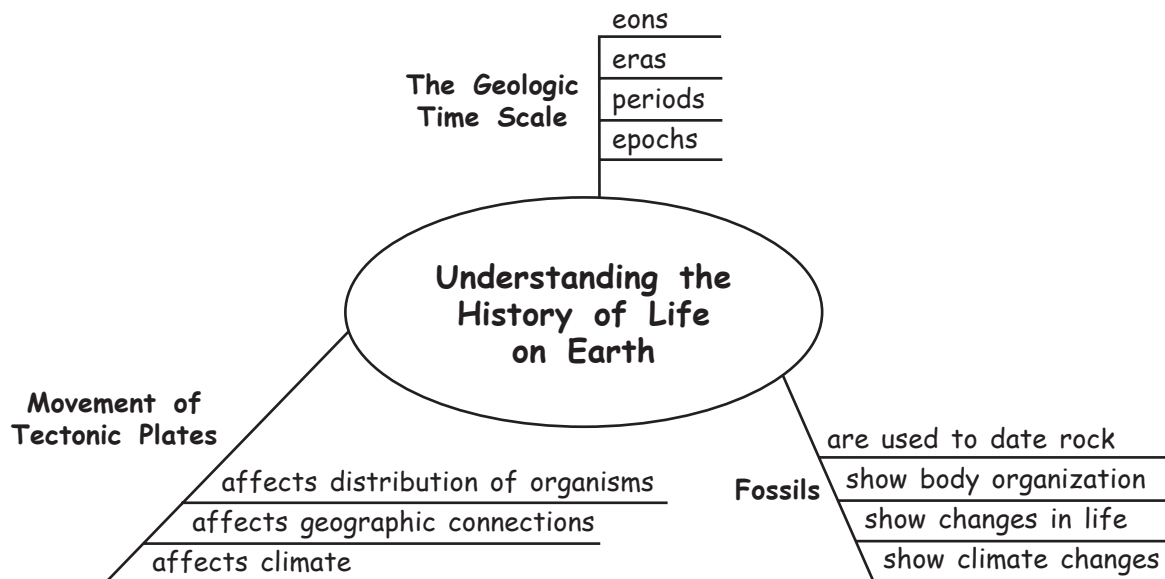 eons
eras
periods
epochs
The Geologic
Time Scale
Understanding the
History of Life
on Earth
Movement of
Tectonic Plates
affects distribution of organisms
affects geographic connections
affects climate
Fossils
are used to date rock
show body organization
show changes in life
show climate changes